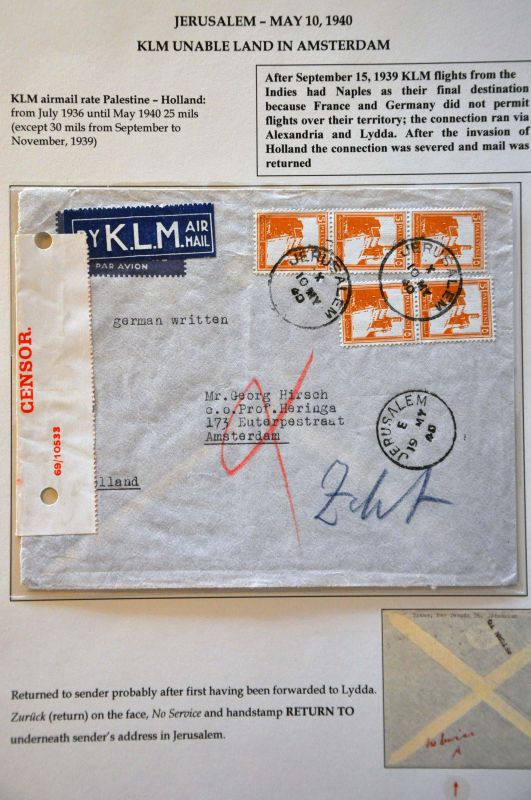 JERUSALEM – MAY 10, 1940
KLM UNABLE LAND IN AMSTERDAM
KLM airmail rate Palestine – Holland:
from July 1936 until May 1940 25 mils
(except 30 mils from September to
November, 1939)
After September 15, 1939 KLM flights from the
Indies had Naples as their final destination
because France and Germany did not permit
flights over their territory; the connection ran via
Alexandria and Lydda. After the invasion of
Holland the connection was severed and mail was
returned
BY K.L.M. AIR MAIL
PAR AVION
JERUSALEM
X
10 MY
40
JERUSALEM
X
10 MY
40
german written
CENSOR.
69/10533
Mr.Georg Hirsch
c.o.Prof.Heringa
173 Euterpestraat
Amsterdam
lland
JERUSALEM
E
19 MY
40
Returned to sender probably after first having been forwarded to Lydda.
Zurück (return) on the face, No Service and handstamp RETURN TO
underneath sender's address in Jerusalem.
RETURN TO